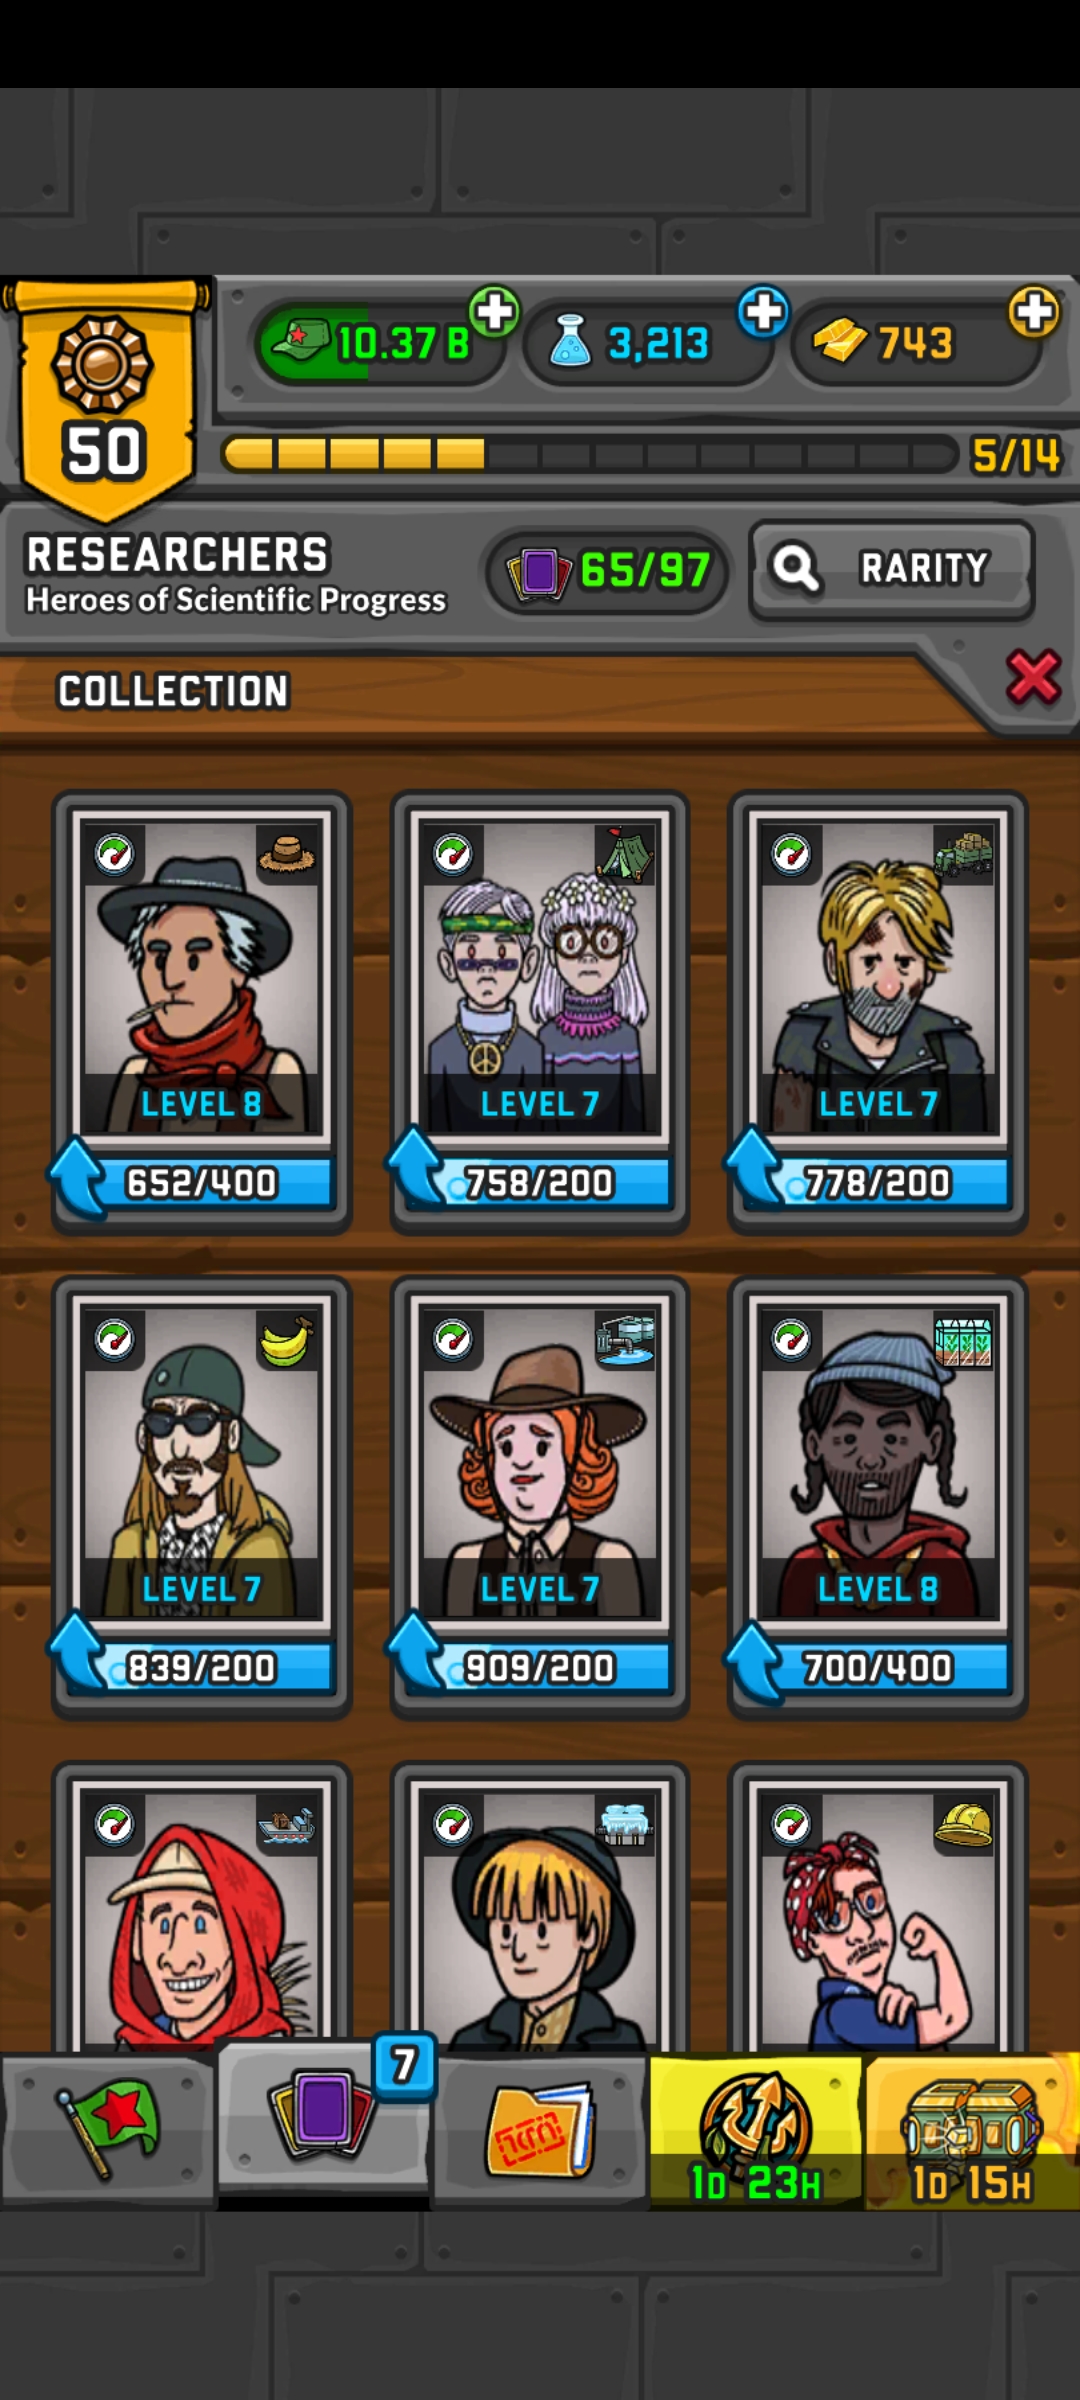 10.37 B
3,213
743
50
5/14
RESEARCHERS
Heroes of Scientific Progress
65/97
RARITY
COLLECTION
LEVEL 8
LEVEL 7
LEVEL 7
652/400
758/200
778/200
LEVEL 7
LEVEL 7
LEVEL 8
839/200
909/200
700/400
7
1D 23H
1D 15H